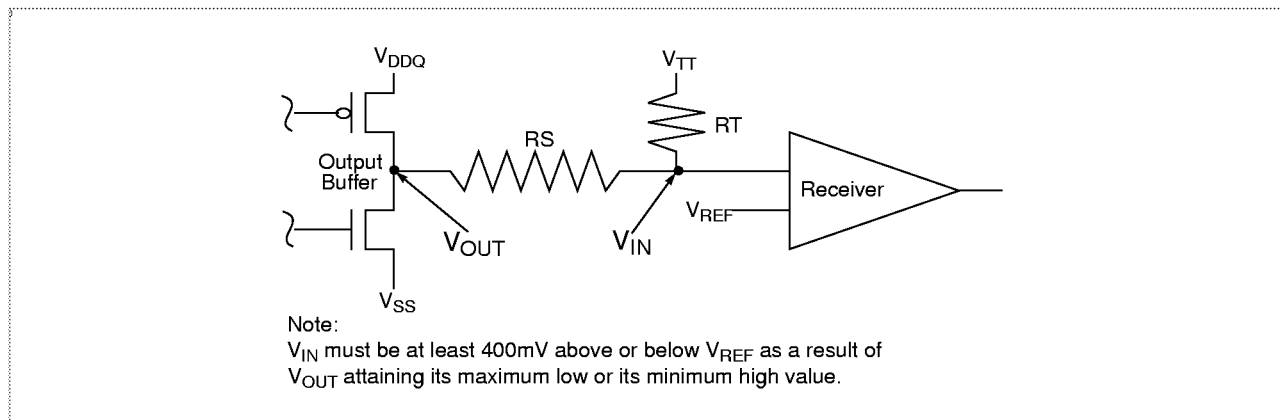 VDDQ
VTT
RS
RT
Output
Buffer
Receiver
VREF
VOUT
VIN
VSS
Note:
VIN must be at least 400mV above or below VREF as a result of
VOUT attaining its maximum low or its minimum high value.